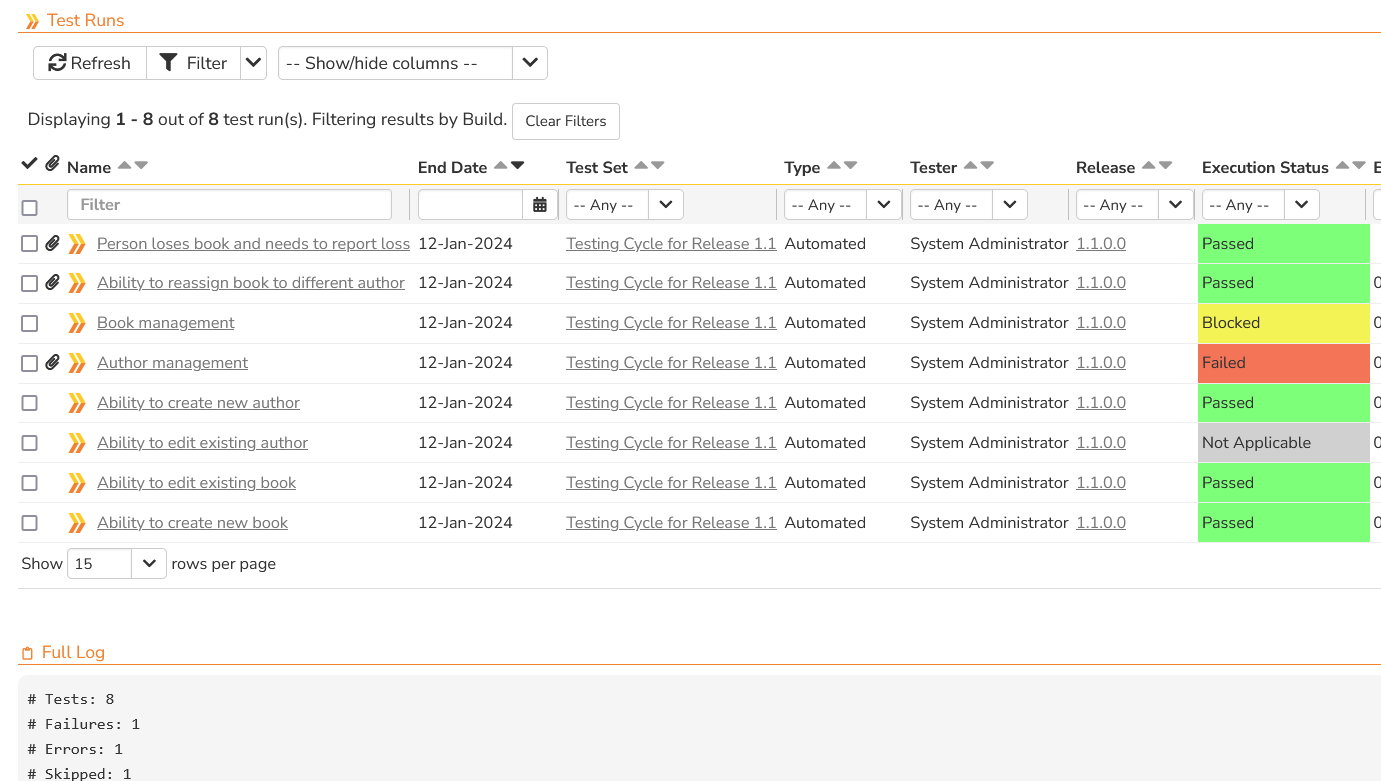 Test Runs
Refresh Filter -- Show/hide columns --
Displaying 1 - 8 out of 8 test run(s). Filtering results by Build. Clear Filters
Name End Date Test Set Type Tester Release Execution Status E
Filter -- Any -- -- Any -- -- Any -- -- Any -- -- Any --
Person loses book and needs to report loss 12-Jan-2024 Testing Cycle for Release 1.1 Automated System Administrator 1.1.0.0 Passed
Ability to reassign book to different author 12-Jan-2024 Testing Cycle for Release 1.1 Automated System Administrator 1.1.0.0 Passed 0
Book management 12-Jan-2024 Testing Cycle for Release 1.1 Automated System Administrator 1.1.0.0 Blocked 0
Author management 12-Jan-2024 Testing Cycle for Release 1.1 Automated System Administrator 1.1.0.0 Failed 0
Ability to create new author 12-Jan-2024 Testing Cycle for Release 1.1 Automated System Administrator 1.1.0.0 Passed 0
Ability to edit existing author 12-Jan-2024 Testing Cycle for Release 1.1 Automated System Administrator 1.1.0.0 Not Applicable 0
Ability to edit existing book 12-Jan-2024 Testing Cycle for Release 1.1 Automated System Administrator 1.1.0.0 Passed 0
Ability to create new book 12-Jan-2024 Testing Cycle for Release 1.1 Automated System Administrator 1.1.0.0 Passed 0
Show 15 rows per page
Full Log
# Tests: 8
# Failures: 1
# Errors: 1
# Skipped: 1